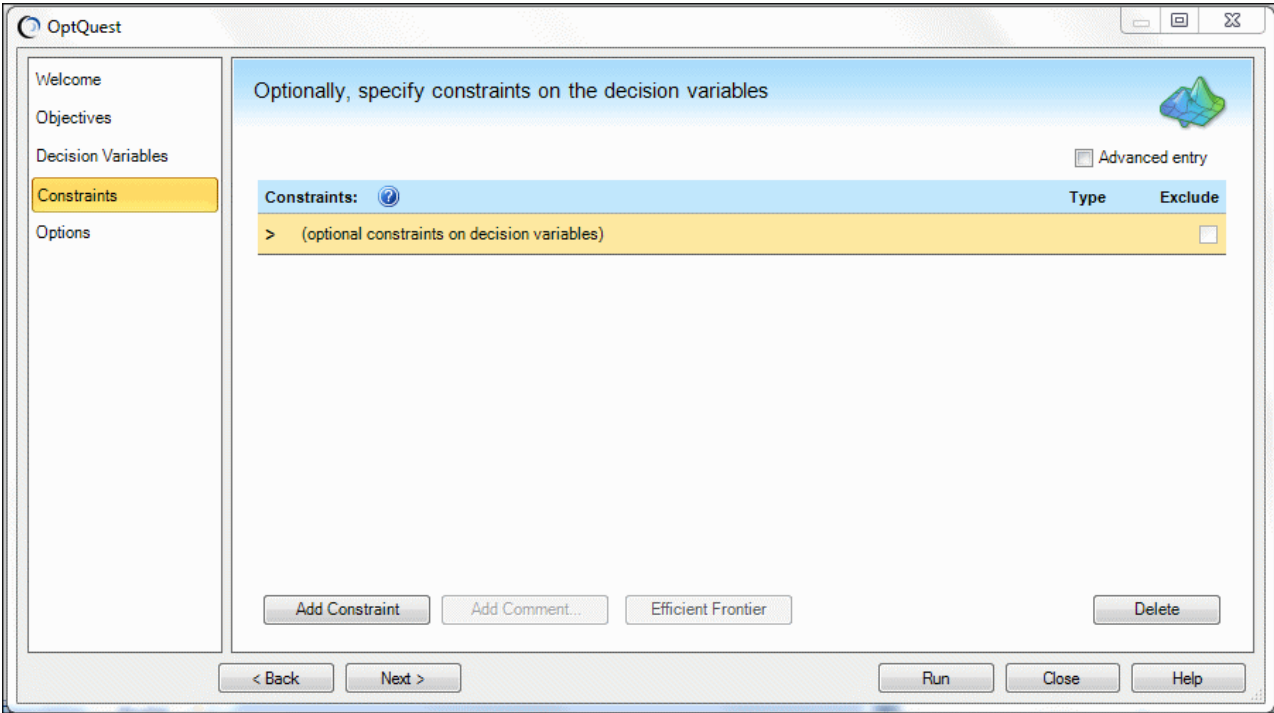 OptQuest
Welcome
Objectives
Decision Variables
Constraints
Options
Optionally, specify constraints on the decision variables
Advanced entry
Constraints: Type Exclude
> (optional constraints on decision variables)
Add Constraint Add Comment... Efficient Frontier Delete
< Back Next > Run Close Help